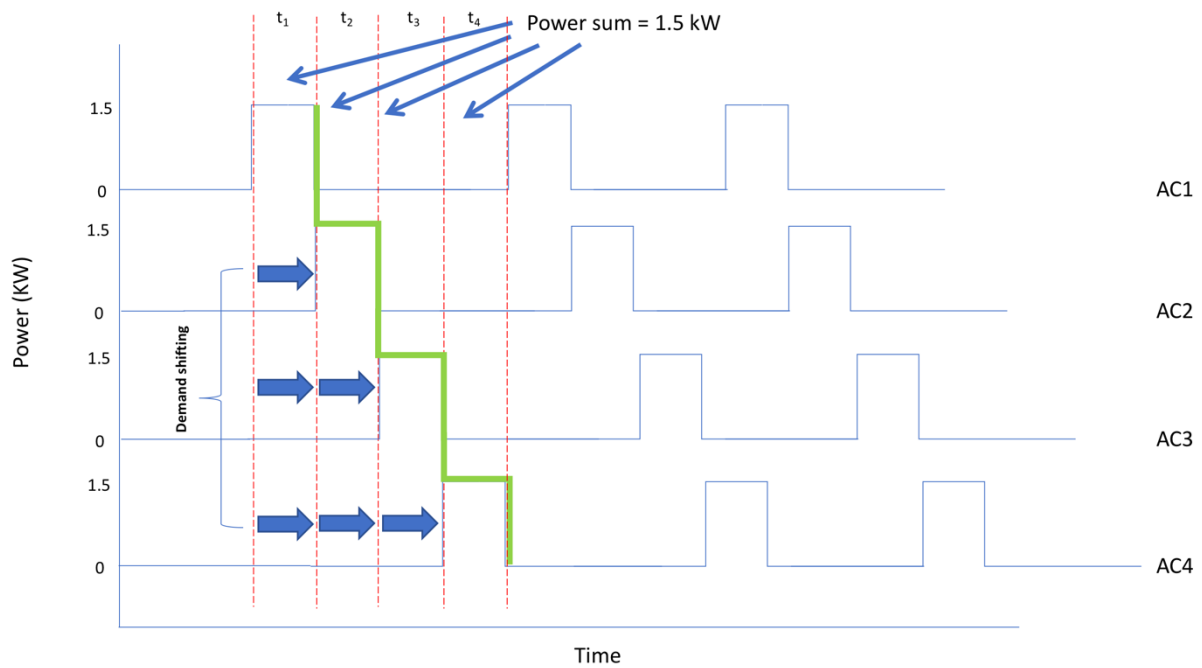 t1 t2 t3 t4
Power sum = 1.5 kW
1.5
0
AC1
1.5
0
AC2
1.5
0
AC3
1.5
0
AC4
Power (KW)
Demand shifting
Time